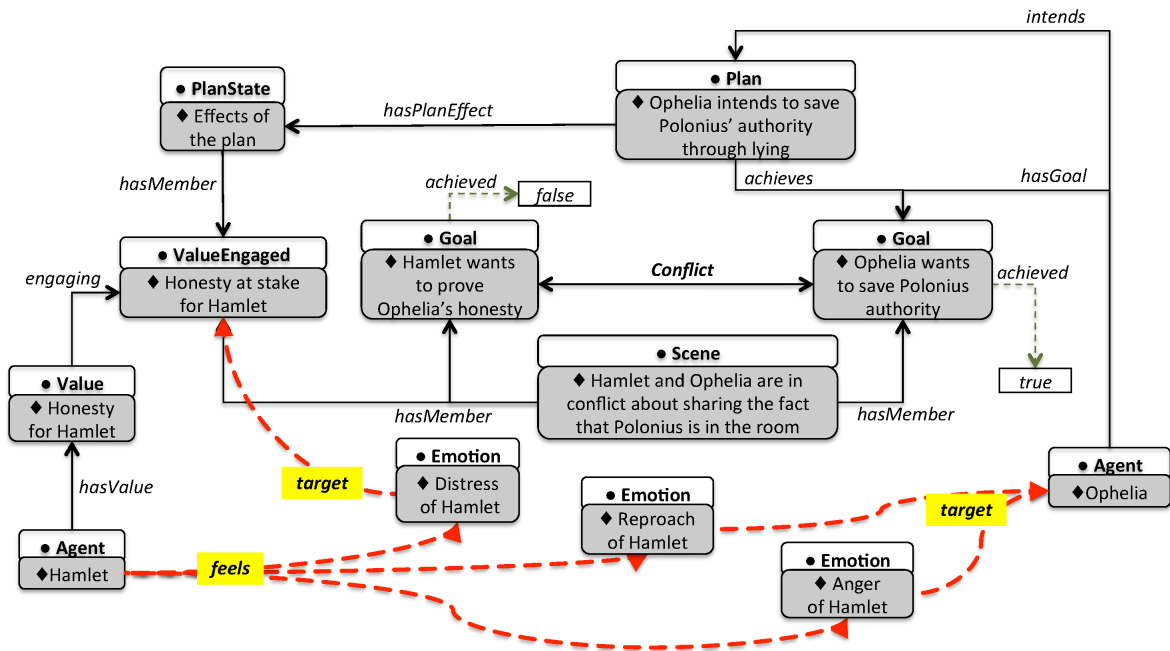 intends
● PlanState
◆ Effects of
the plan
● Plan
◆ Ophelia intends to save
Polonius’ authority
through lying
hasPlanEffect
hasMember
achieved
false
achieves
hasGoal
● ValueEngaged
◆ Honesty at stake
for Hamlet
engaging
● Goal
◆ Hamlet wants
to prove
Ophelia’s honesty
Conflict
● Goal
◆ Ophelia wants
to save Polonius
authority
achieved
true
● Scene
◆ Hamlet and Ophelia are in
conflict about sharing the fact
that Polonius is in the room
hasMember
hasMember
● Value
◆ Honesty
for Hamlet
hasValue
● Emotion
◆ Distress
of Hamlet
target
● Emotion
◆ Reproach
of Hamlet
target
● Agent
◆Ophelia
● Agent
◆Hamlet
feels
● Emotion
◆ Anger
of Hamlet